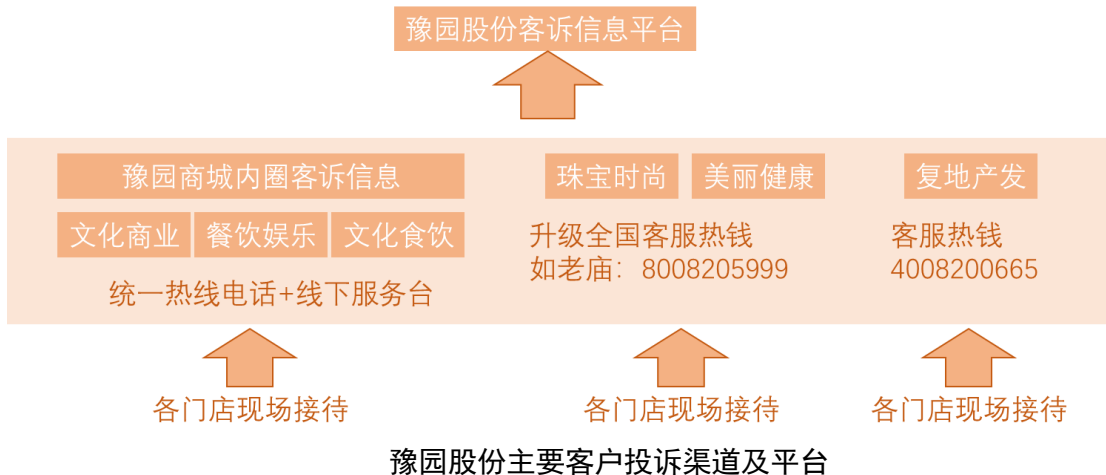 豫园股份客诉信息平台
豫园商城内圈客诉信息
文化商业 餐饮娱乐 文化食饮
统一热线电话+线下服务台
珠宝时尚 美丽健康
升级全国客服热钱
如老庙：8008205999
复地产发
客服热钱
4008200665
各门店现场接待
各门店现场接待
各门店现场接待
豫园股份主要客户投诉渠道及平台